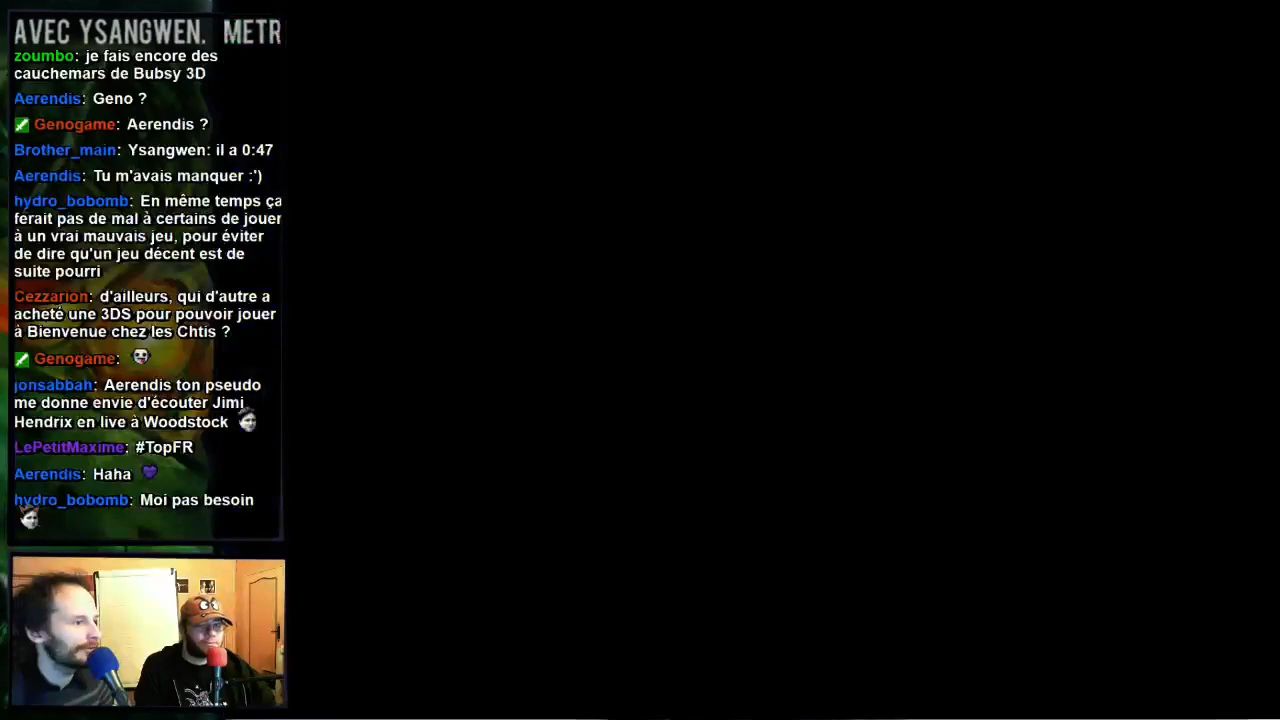 AVEC YSANGWEN. METR
zoumbo: je fais encore des
cauchemars de Bubsy 3D
Aerendis: Geno ?
Genogame: Aerendis ?
Brother_main: Ysangwen: il a 0:47
Aerendis: Tu m'avais manquer :')
hydro_bobomb: En même temps ça
ferait pas de mal à certains de jouer
à un vrai mauvais jeu, pour éviter
de dire qu'un jeu décent est de
suite pourri
Cezzarion: d'ailleurs, qui d'autre a
acheté une 3DS pour pouvoir jouer
à Bienvenue chez les Chtis ?
Genogame:
jonsabbah: Aerendis ton pseudo
me donne envie d'écouter Jimi
Hendrix en live à Woodstock
LePetitMaxime: #TopFR
Aerendis: Haha
hydro_bobomb: Moi pas besoin